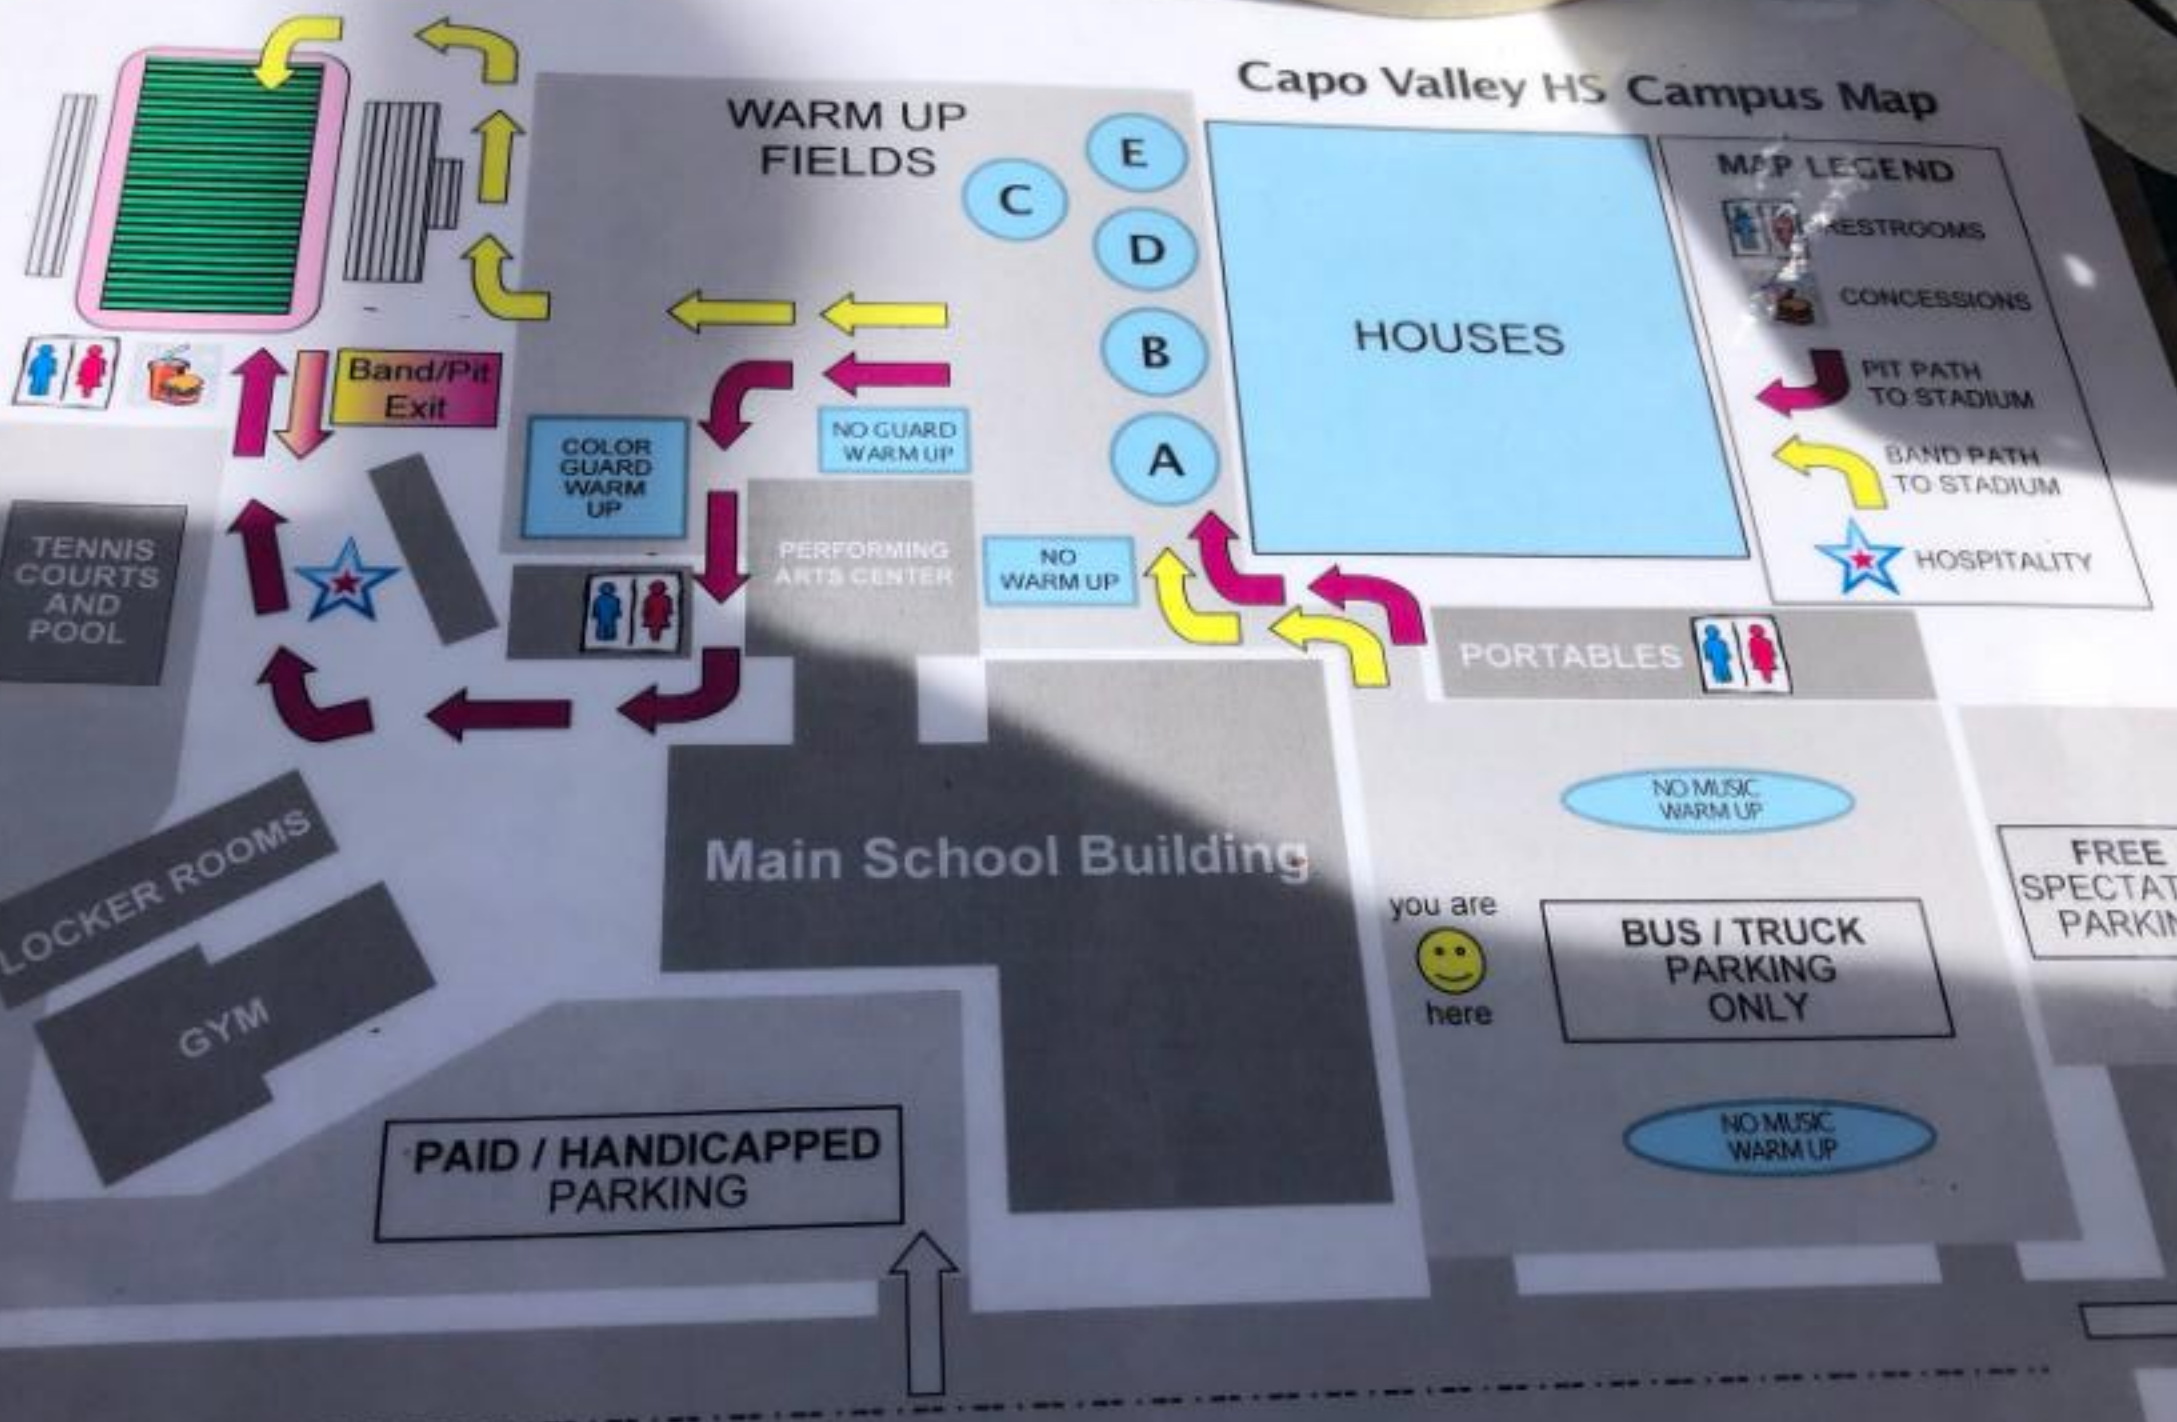 Capo Valley HS Campus Map
WARM UP
FIELDS
E
C
D
B
A
HOUSES
MAP LEGEND
RESTROOMS
CONCESSIONS
PIT PATH
TO STADIUM
BAND PATH
TO STADIUM
HOSPITALITY
Band/Pit
Exit
COLOR
GUARD
WARM
UP
NO GUARD
WARM UP
PERFORMING
ARTS CENTER
NO
WARM UP
TENNIS
COURTS
AND
POOL
PORTABLES
NO MUSIC
WARM UP
Main School Building
LOCKER ROOMS
GYM
you are
here
BUS / TRUCK
PARKING
ONLY
FREE
NO MUSIC
WARM UP
PAID / HANDICAPPED
PARKING